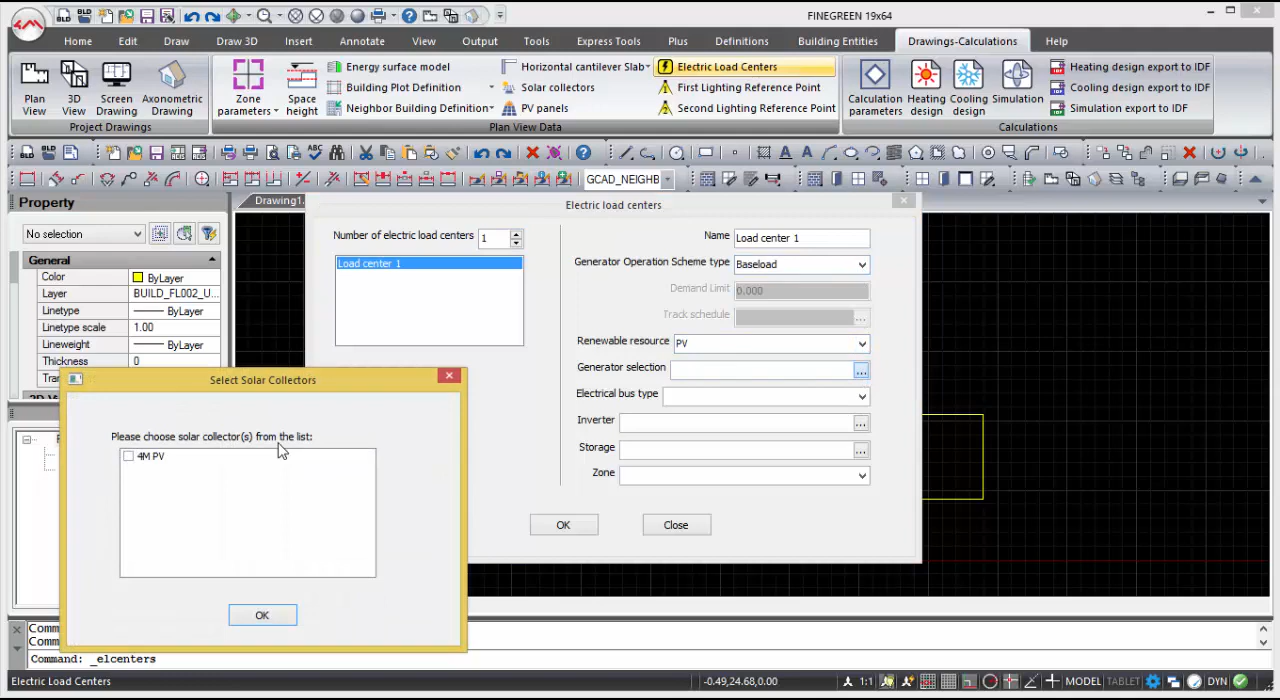 FINEGREEN 19x64
Home Edit Draw Draw 3D Insert Annotate View Output Tools Express Tools Plus Definitions Building Entities Drawings-Calculations Help
Plan View
3D View
Screen Drawing
Axonometric Drawing
Project Drawings
Zone parameters
Space height
Energy surface model
Building Plot Definition
Neighbor Building Definition
Horizontal cantilever Slab
Solar collectors
PV panels
Electric Load Centers
First Lighting Reference Point
Second Lighting Reference Point
Plan View Data
Calculation parameters
Heating design
Cooling design
Simulation
Heating design export to IDF
Cooling design export to IDF
Simulation export to IDF
Calculations
BLD BLD
GCAD_NEIGHB
Property
No selection
General
Color ByLayer
Layer BUILD_FL002_U...
Linetype ByLayer
Linetype scale 1.00
Lineweight ByLayer
Thickness 0
Drawing1.
Electric load centers
Number of electric load centers 1
Load center 1
Name Load center 1
Generator Operation Scheme type Baseload
Demand Limit 0.000
Track schedule ...
Renewable resource PV
Generator selection ...
Electrical bus type
Inverter ...
Storage ...
Zone
OK Close
Select Solar Collectors
Please choose solar collector(s) from the list:
4M PV
OK
Comm
Comm
Command: _elcenters
Electric Load Centers -0.49,24.68,0.00 1:1 MODEL TABLET DYN